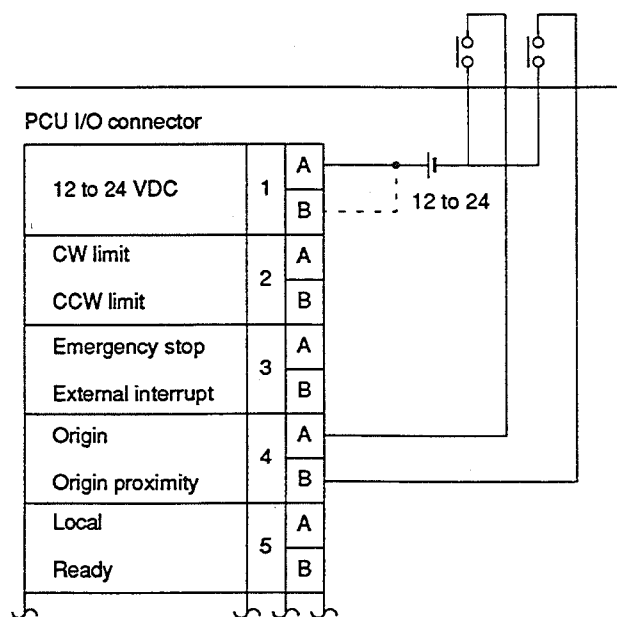 PCU I/O connector
12 to 24 VDC 1 A
B
12 to 24
CW limit 2 A
CCW limit B
Emergency stop 3 A
External interrupt B
Origin 4 A
Origin proximity B
Local 5 A
Ready B